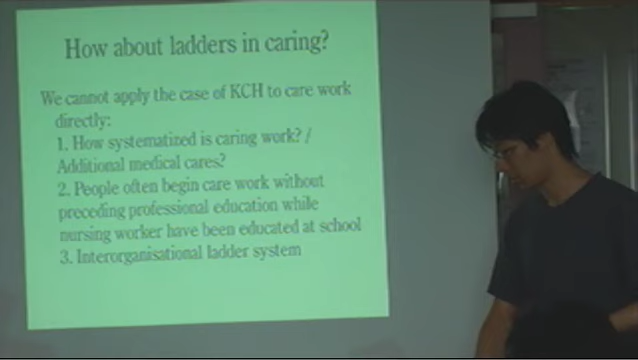 How about ladders in caring?
We cannot apply the case of KCH to care work
directly:
1. How systematized is caring work? /
Additional medical cares?
2. People often begin care work without
preceding professional education while
nursing worker have been educated at school
3. Interorganisational ladder system